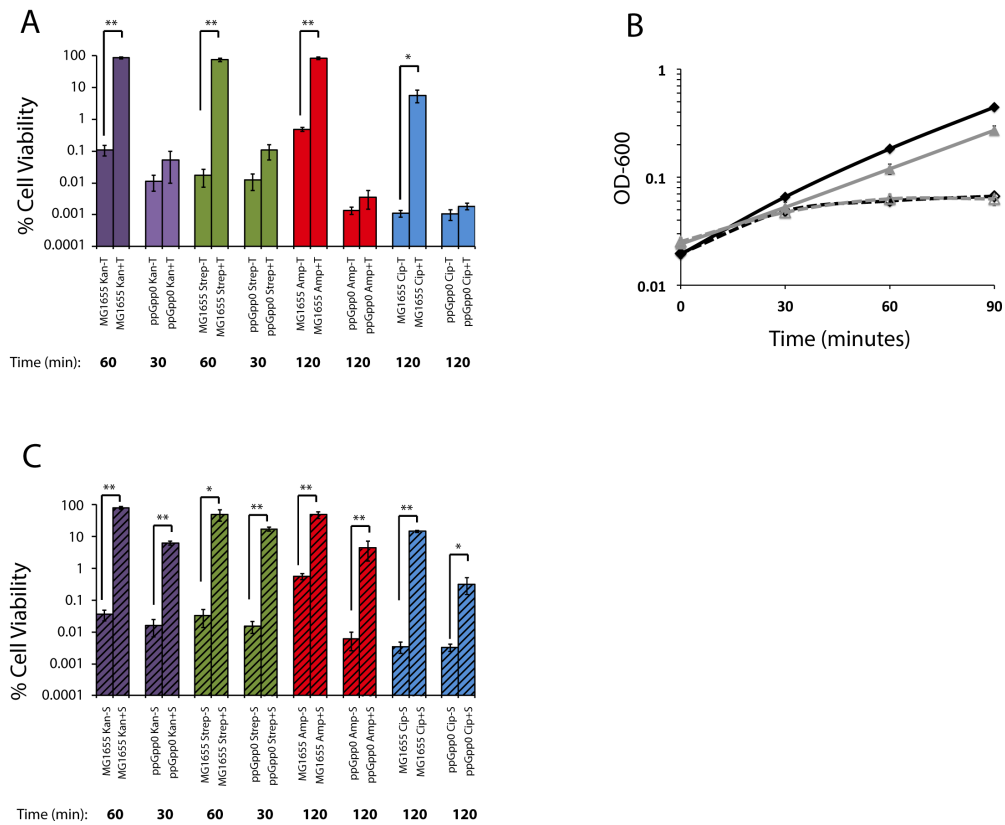 A
**
**
**
*
100
10
1
0.1
0.01
0.001
0.0001
% Cell Viability
MG1655 Kan-T
MG1655 Kan+T
ppGpp0 Kan-T
ppGpp0 Kan+T
MG1655 Strep-T
MG1655 Strep+T
ppGpp0 Strep-T
ppGpp0 Strep+T
MG1655 Amp-T
MG1655 Amp+T
ppGpp0 Amp-T
ppGpp0 Amp+T
MG1655 Cip-T
MG1655 Cip+T
ppGpp0 Cip-T
ppGpp0 Cip+T
Time (min): 60 30 60 30 120 120 120 120
B
1
0.1
0.01
OD-600
0 30 60 90
Time (minutes)
C
**
**
*
**
**
**
**
*
100
10
1
0.1
0.01
0.001
0.0001
% Cell Viability
MG1655 Kan-S
MG1655 Kan+S
ppGpp0 Kan-S
ppGpp0 Kan+S
MG1655 Strep-S
MG1655 Strep+S
ppGpp0 Strep-S
ppGpp0 Strep+S
MG1655 Amp-S
MG1655 Amp+S
ppGpp0 Amp-S
ppGpp0 Amp+S
MG1655 Cip-S
MG1655 Cip+S
ppGpp0 Cip-S
ppGpp0 Cip+S
Time (min): 60 30 60 30 120 120 120 120